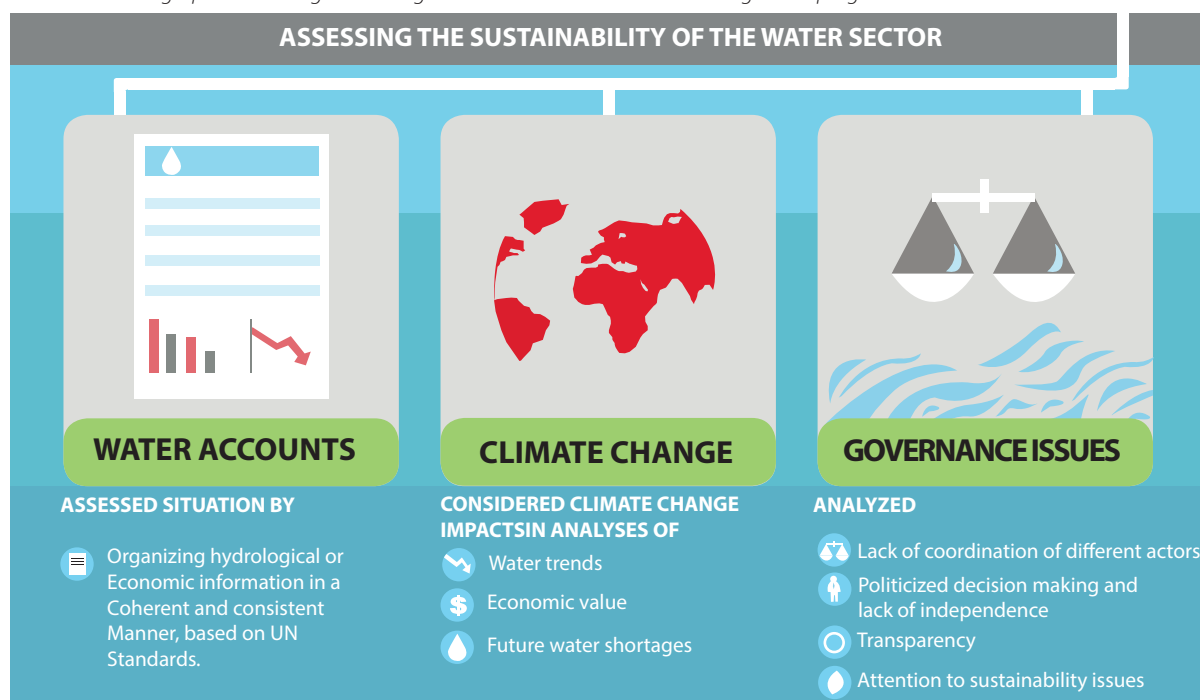 ASSESSING THE SUSTAINABILITY OF THE WATER SECTOR
WATER ACCOUNTS
ASSESSED SITUATION BY
Organizing hydrological or
Economic information in a
Coherent and consistent
Manner, based on UN
Standards.
CLIMATE CHANGE
CONSIDERED CLIMATE CHANGE
IMPACTSIN ANALYSES OF
Water trends
$ Economic value
Future water shortages
GOVERNANCE ISSUES
ANALYZED
Lack of coordination of different actors
Politicized decision making and
lack of independence
Transparency
Attention to sustainability issues